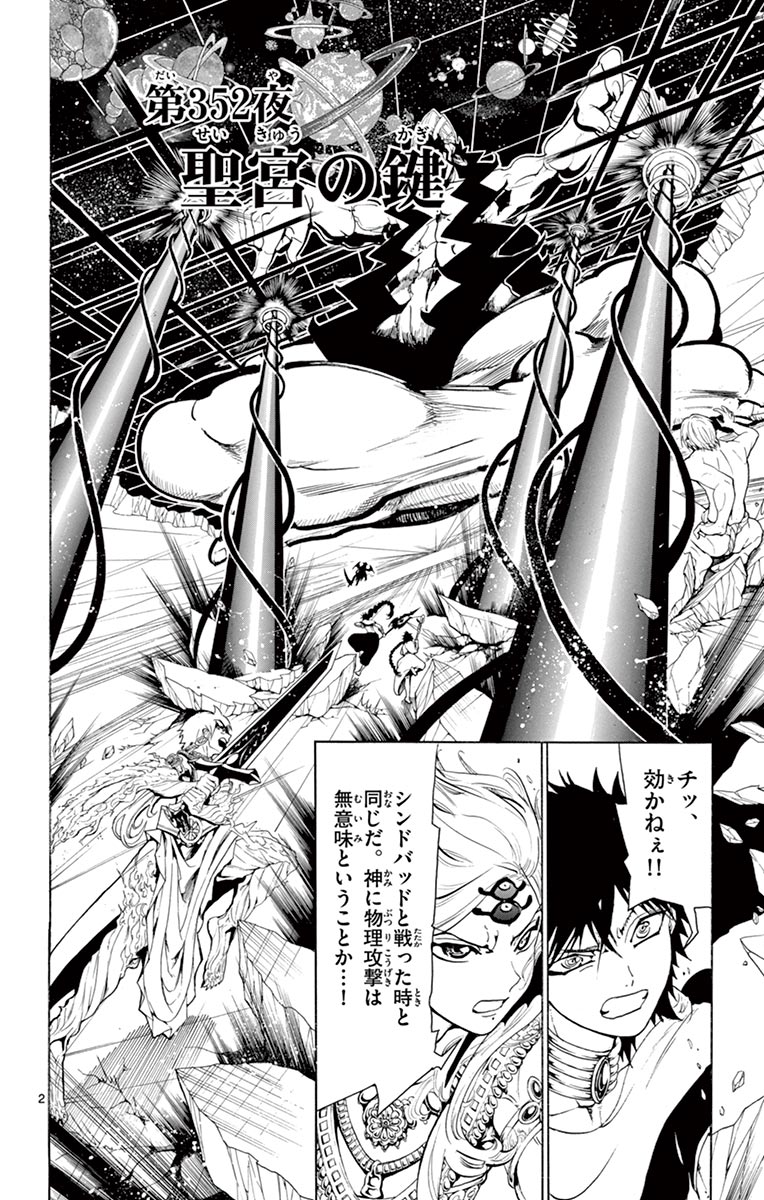 第352夜
聖宮の鍵
チッ、
効かねぇ!!
シンドバッドと戦った時と
同じだ。神に物理攻撃は
無意味ということか…!
2